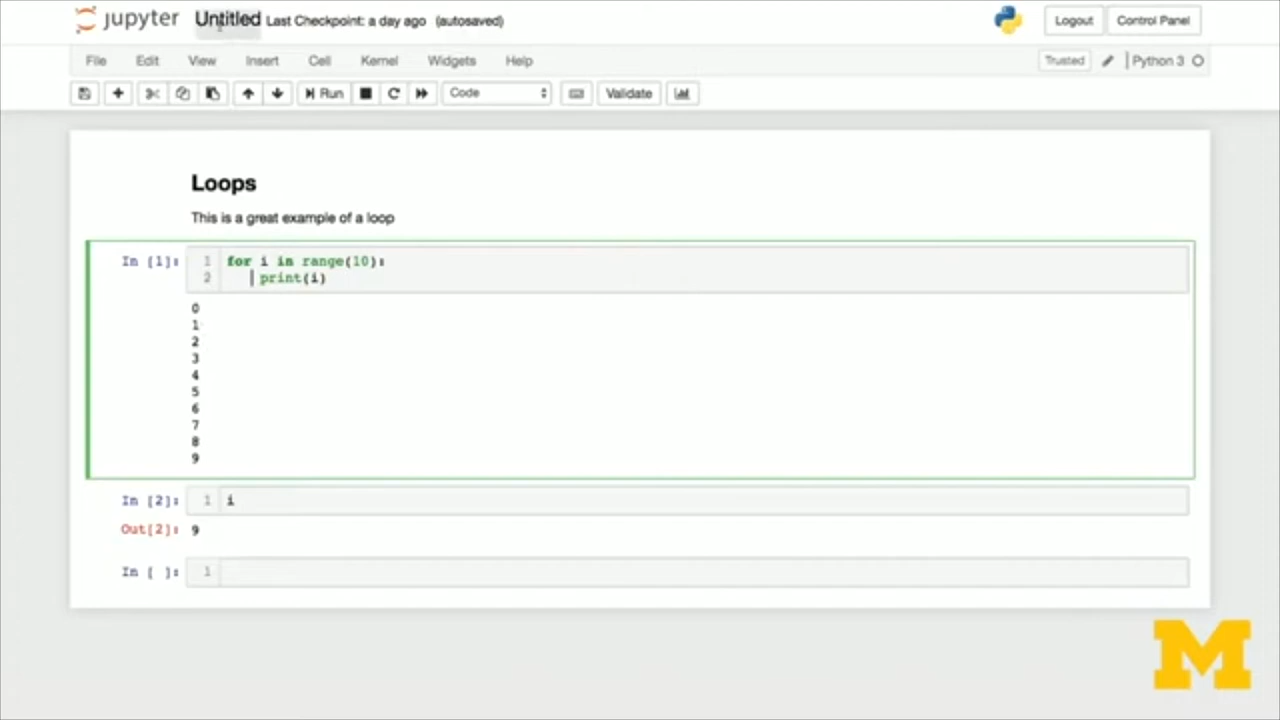 jupyter Untitled Last Checkpoint: a day ago (autosaved) Logout Control Panel
File Edit View Insert Cell Kernel Widgets Help Trusted Python 3
Run Code Validate
Loops
This is a great example of a loop
In [1]: 1 for i in range(10):
2 print(i)
0
1
2
3
4
5
6
7
8
9
In [2]: 1 i
Out[2]: 9
In [ ]: 1
M